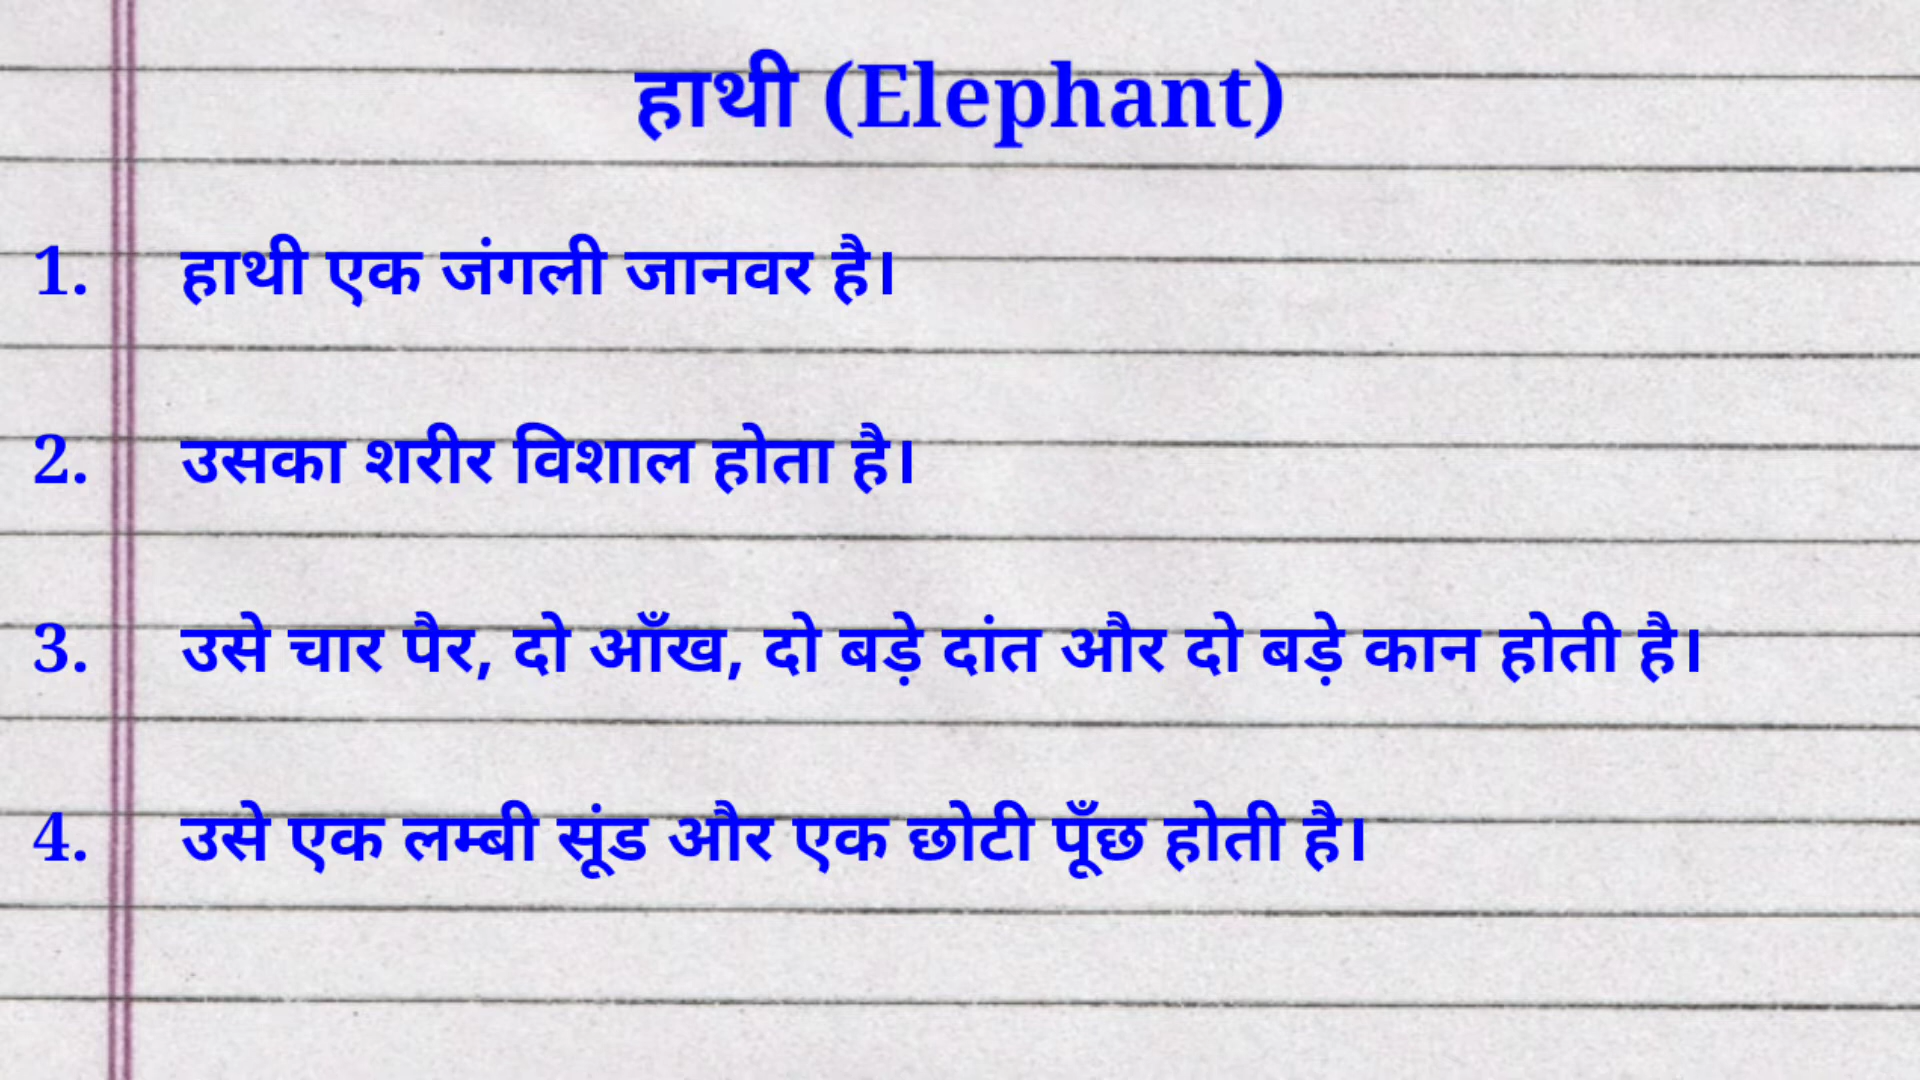 हाथी (Elephant)
1. हाथी एक जंगली जानवर है।
2. उसका शरीर विशाल होता है।
3. उसे चार पैर, दो आँख, दो बड़े दांत और दो बड़े कान होती है।
4. उसे एक लम्बी सूंड और एक छोटी पूँछ होती है।